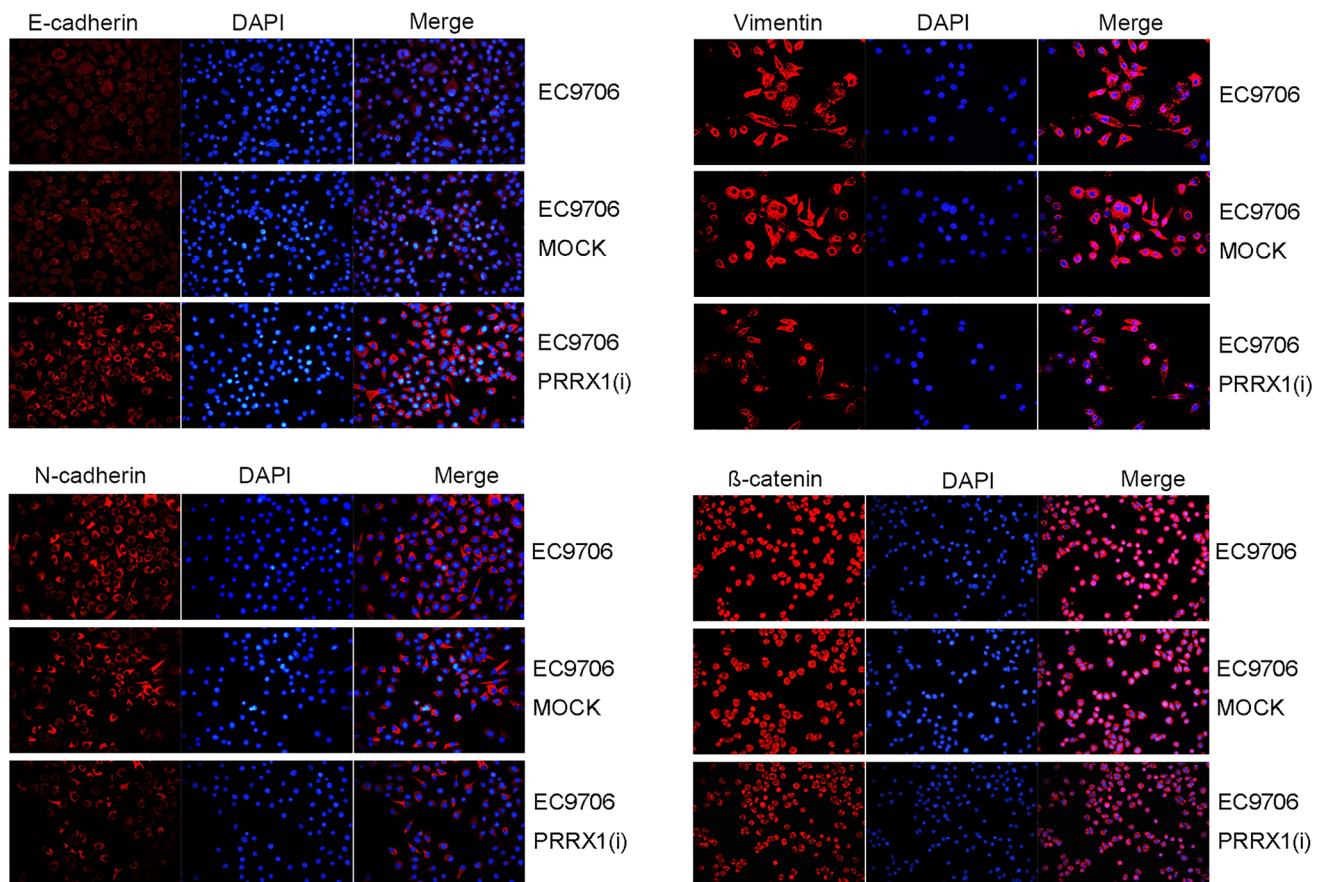 E-cadherin DAPI Merge
EC9706
EC9706
MOCK
EC9706
PRRX1(i)
Vimentin DAPI Merge
EC9706
EC9706
MOCK
EC9706
PRRX1(i)
N-cadherin DAPI Merge
EC9706
EC9706
MOCK
EC9706
PRRX1(i)
ß-catenin DAPI Merge
EC9706
EC9706
MOCK
EC9706
PRRX1(i)